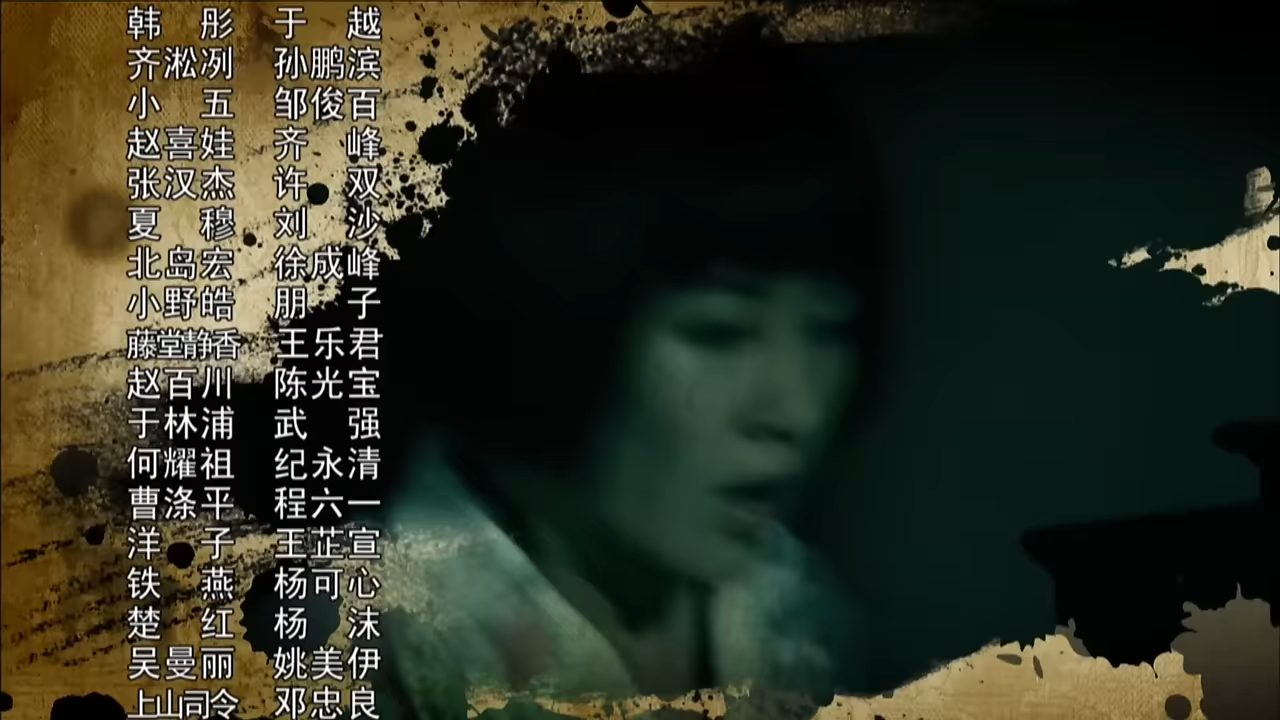 韩彤 于越
齐淞冽 孙鹏滨
小五 邹俊百
赵喜娃 齐峰
张汉杰 许双
夏穆 刘沙
北岛宏 徐成峰
小野皓 朋子
藤堂静香 王乐君
赵百川 陈光宝
于林浦 武强
何耀祖 纪永清
曹涤平 程六一
洋子 王芷宣
铁燕 杨可心
楚红 杨沫
吴曼丽 姚美伊
上山司令 邓忠良